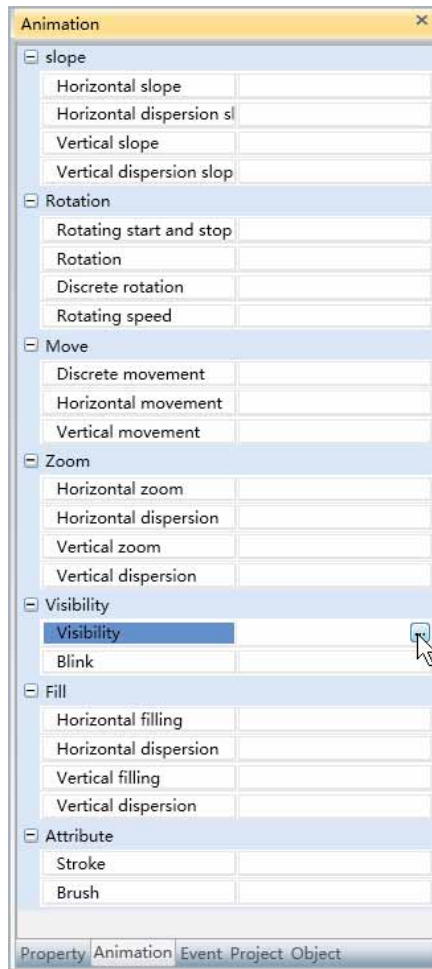 Animation
slope
Horizontal slope
Horizontal dispersion sl
Vertical slope
Vertical dispersion slop
Rotation
Rotating start and stop
Rotation
Discrete rotation
Rotating speed
Move
Discrete movement
Horizontal movement
Vertical movement
Zoom
Horizontal zoom
Horizontal dispersion
Vertical zoom
Vertical dispersion
Visibility
Visibility ...
Blink
Fill
Horizontal filling
Horizontal dispersion
Vertical filling
Vertical dispersion
Attribute
Stroke
Brush
Property Animation Event Project Object